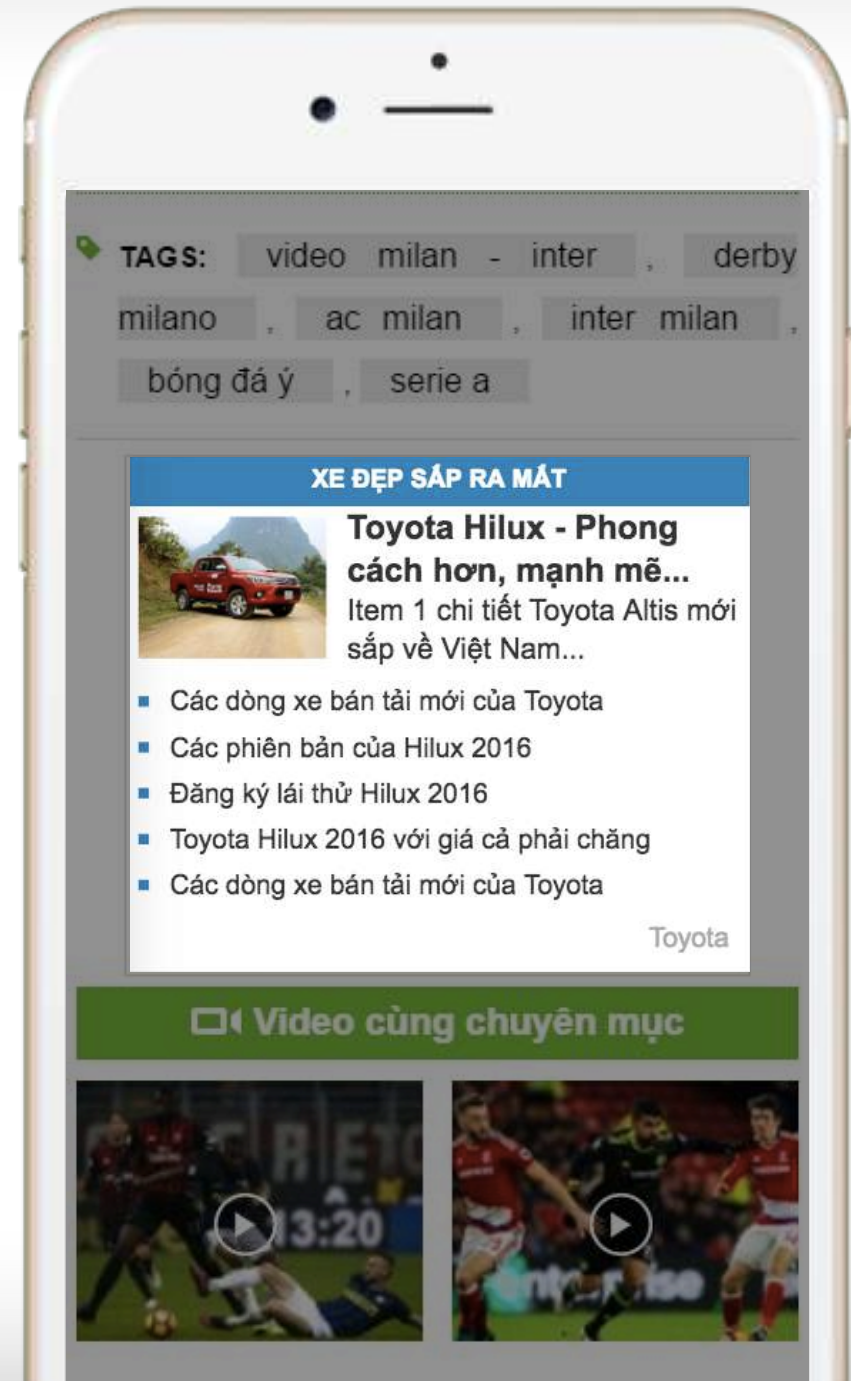 TAGS: video milan - inter , derby
milano , ac milan , inter milan ,
bóng đá ý , serie a
XE ĐẸP SẮP RA MẮT
Toyota Hilux - Phong
cách hơn, mạnh mẽ...
Item 1 chi tiết Toyota Altis mới
sắp về Việt Nam...
Các dòng xe bán tải mới của Toyota
Các phiên bản của Hilux 2016
Đăng ký lái thử Hilux 2016
Toyota Hilux 2016 với giá cả phải chăng
Các dòng xe bán tải mới của Toyota
Toyota
Video cùng chuyên mục
13:20